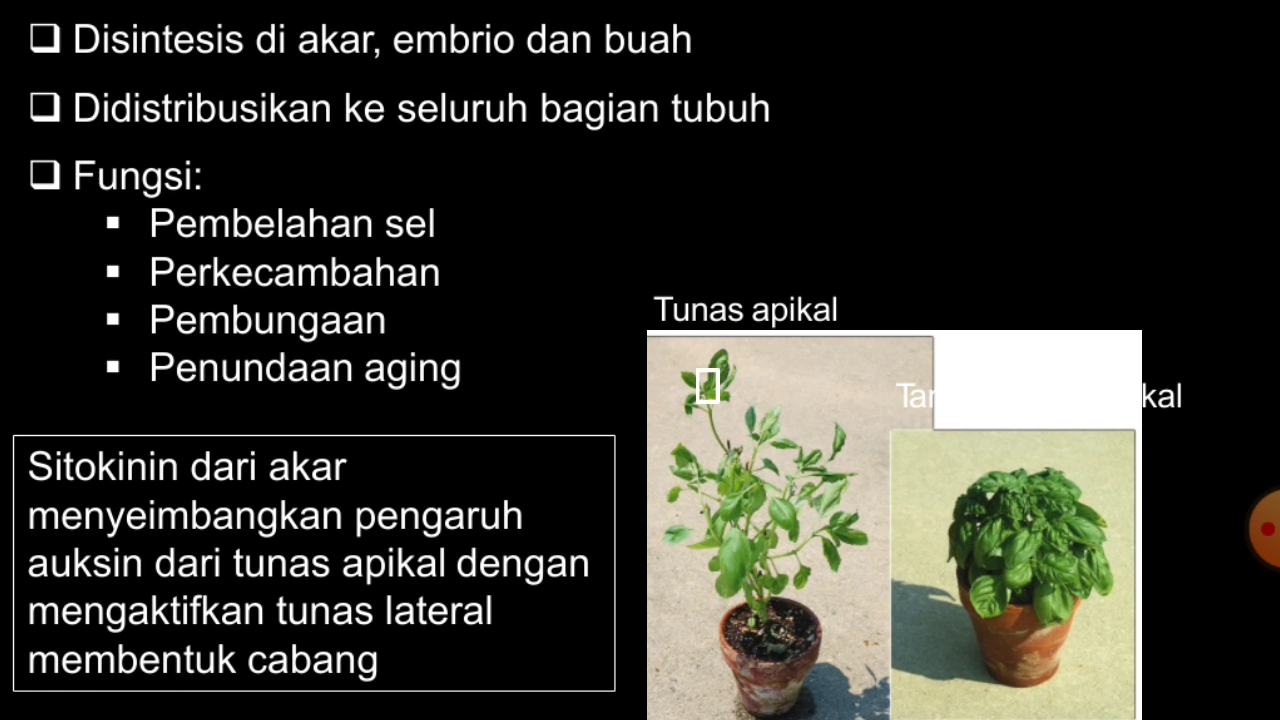 Disintesis di akar, embrio dan buah
Didistribusikan ke seluruh bagian tubuh
Fungsi:
Pembelahan sel
Perkecambahan
Pembungaan
Penundaan aging
Tunas apikal
Sitokinin dari akar
menyeimbangkan pengaruh
auksin dari tunas apikal dengan
mengaktifkan tunas lateral
membentuk cabang